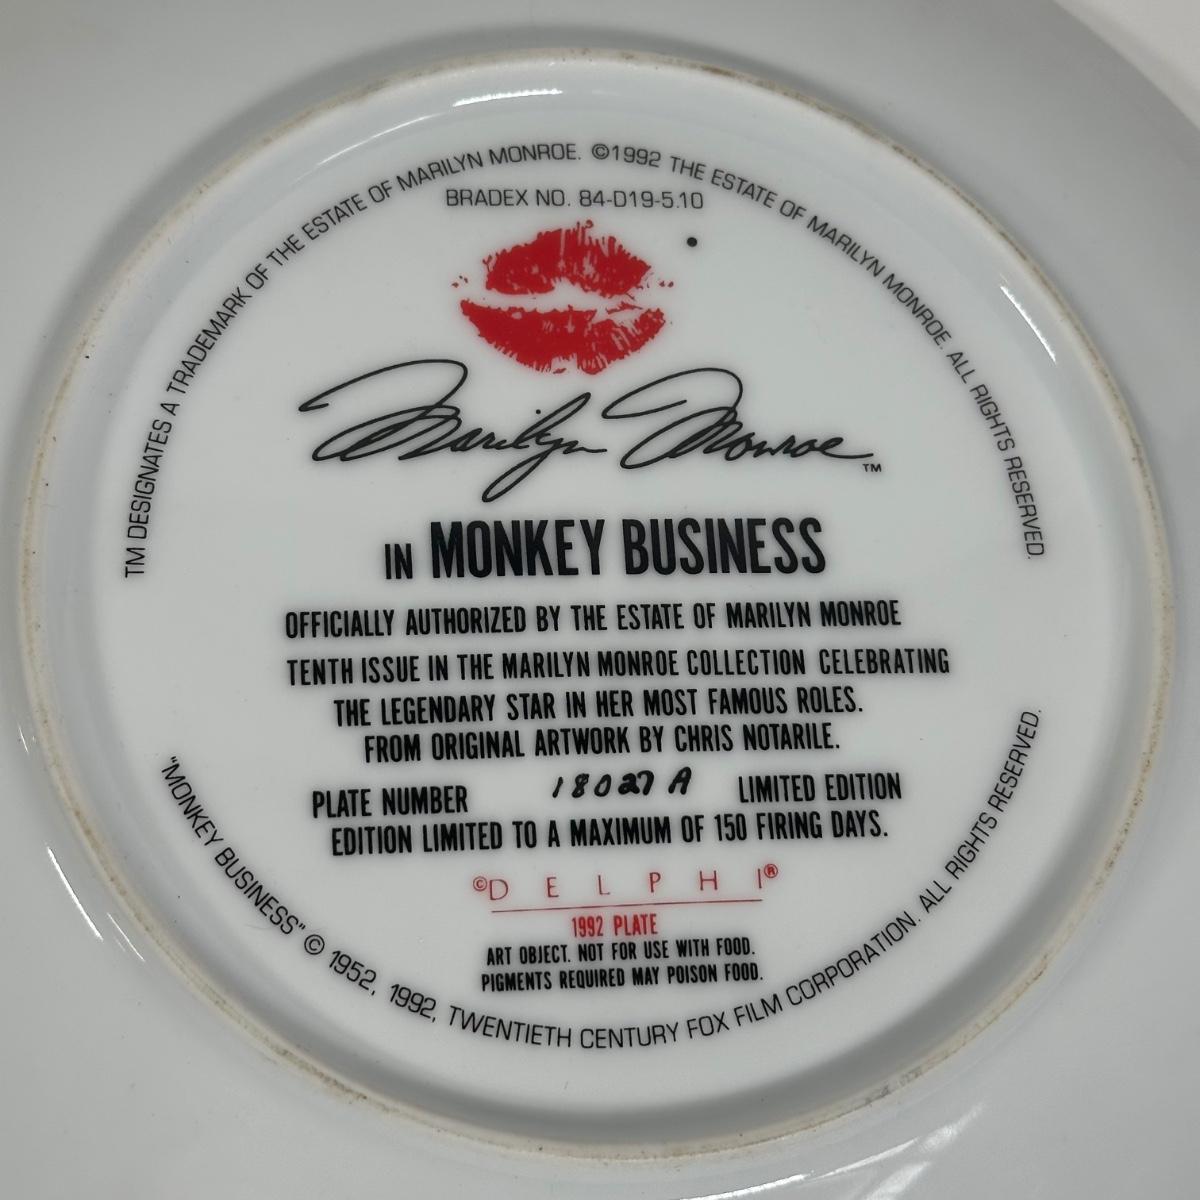 TM DESIGNATES A TRADEMARK OF THE ESTATE OF MARILYN MONROE. ©1992 THE ESTATE OF MARILYN MONROE. ALL RIGHTS RESERVED.
BRADEX NO. 84-D19-5.10
Marilyn Monroe™
IN MONKEY BUSINESS
OFFICIALLY AUTHORIZED BY THE ESTATE OF MARILYN MONROE
TENTH ISSUE IN THE MARILYN MONROE COLLECTION CELEBRATING
THE LEGENDARY STAR IN HER MOST FAMOUS ROLES.
FROM ORIGINAL ARTWORK BY CHRIS NOTARILE.
PLATE NUMBER 18027 A LIMITED EDITION
EDITION LIMITED TO A MAXIMUM OF 150 FIRING DAYS.
©DELPHI®
1992 PLATE
ART OBJECT. NOT FOR USE WITH FOOD.
PIGMENTS REQUIRED MAY POISON FOOD.
"MONKEY BUSINESS" © 1952, 1992, TWENTIETH CENTURY FOX FILM CORPORATION. ALL RIGHTS RESERVED.